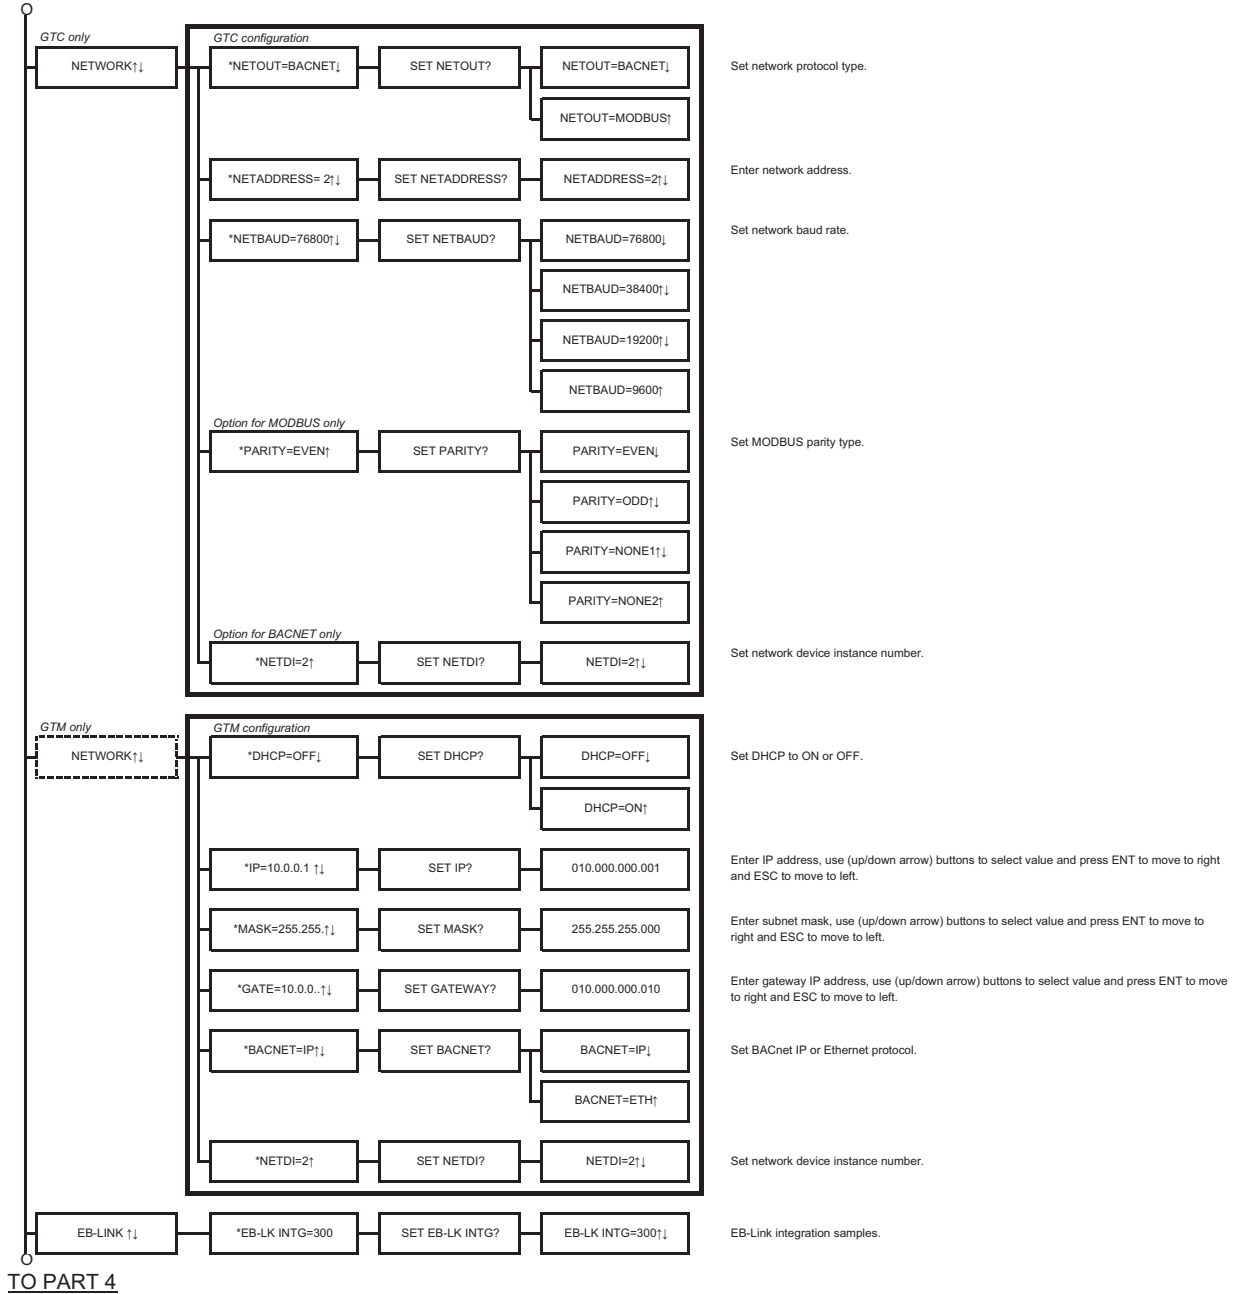 O
GTC only
GTC configuration
NETWORK↑↓
*NETOUT=BACNET↓
SET NETOUT?
NETOUT=BACNET↓
Set network protocol type.
NETOUT=MODBUS↑
*NETADDRESS= 2↑↓
SET NETADDRESS?
NETADDRESS=2↑↓
Enter network address.
*NETBAUD=76800↑↓
SET NETBAUD?
NETBAUD=76800↓
Set network baud rate.
NETBAUD=38400↑↓
NETBAUD=19200↑↓
NETBAUD=9600↑
Option for MODBUS only
*PARITY=EVEN↑
SET PARITY?
PARITY=EVEN↓
Set MODBUS parity type.
PARITY=ODD↑↓
PARITY=NONE1↑↓
PARITY=NONE2↑
Option for BACNET only
*NETDI=2↑
SET NETDI?
NETDI=2↑↓
Set network device instance number.
GTM only
GTM configuration
NETWORK↑↓
*DHCP=OFF↓
SET DHCP?
DHCP=OFF↓
Set DHCP to ON or OFF.
DHCP=ON↑
*IP=10.0.0.1 ↑↓
SET IP?
010.000.000.001
Enter IP address, use (up/down arrow) buttons to select value and press ENT to move to right
and ESC to move to left.
*MASK=255.255.↑↓
SET MASK?
255.255.255.000
Enter subnet mask, use (up/down arrow) buttons to select value and press ENT to move to
right and ESC to move to left.
*GATE=10.0.0..↑↓
SET GATEWAY?
010.000.000.010
Enter gateway IP address, use (up/down arrow) buttons to select value and press ENT to move
to right and ESC to move to left.
*BACNET=IP↑↓
SET BACNET?
BACNET=IP↓
Set BACnet IP or Ethernet protocol.
BACNET=ETH↑
*NETDI=2↑
SET NETDI?
NETDI=2↑↓
Set network device instance number.
EB-LINK ↑↓
*EB-LK INTG=300
SET EB-LK INTG?
EB-LK INTG=300↑↓
EB-Link integration samples.
O
TO PART 4